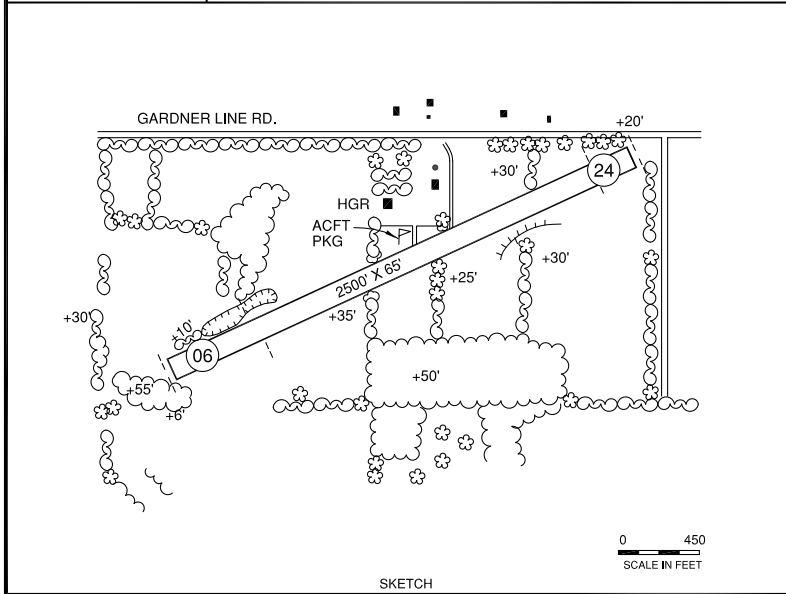 GARDNER LINE RD.
+20'
+30'
24
HGR
ACFT
PKG
+30'
2500' X 65'
+25'
+30'
+35'
+10'
06
+50'
+55'
+6'
0 450
SCALE IN FEET
SKETCH